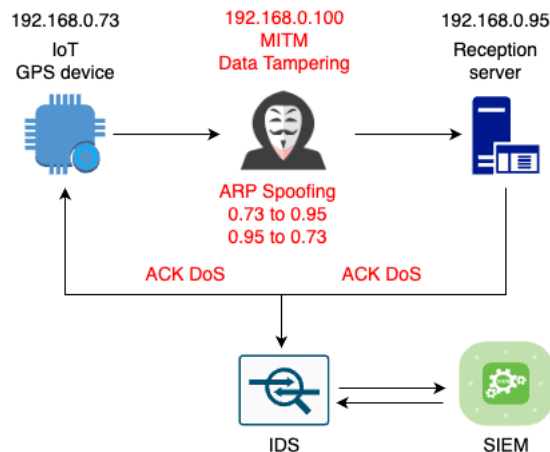 192.168.0.73
IoT
GPS device
192.168.0.100
MITM
Data Tampering
192.168.0.95
Reception
server
ARP Spoofing
0.73 to 0.95
0.95 to 0.73
ACK DoS
ACK DoS
IDS
SIEM